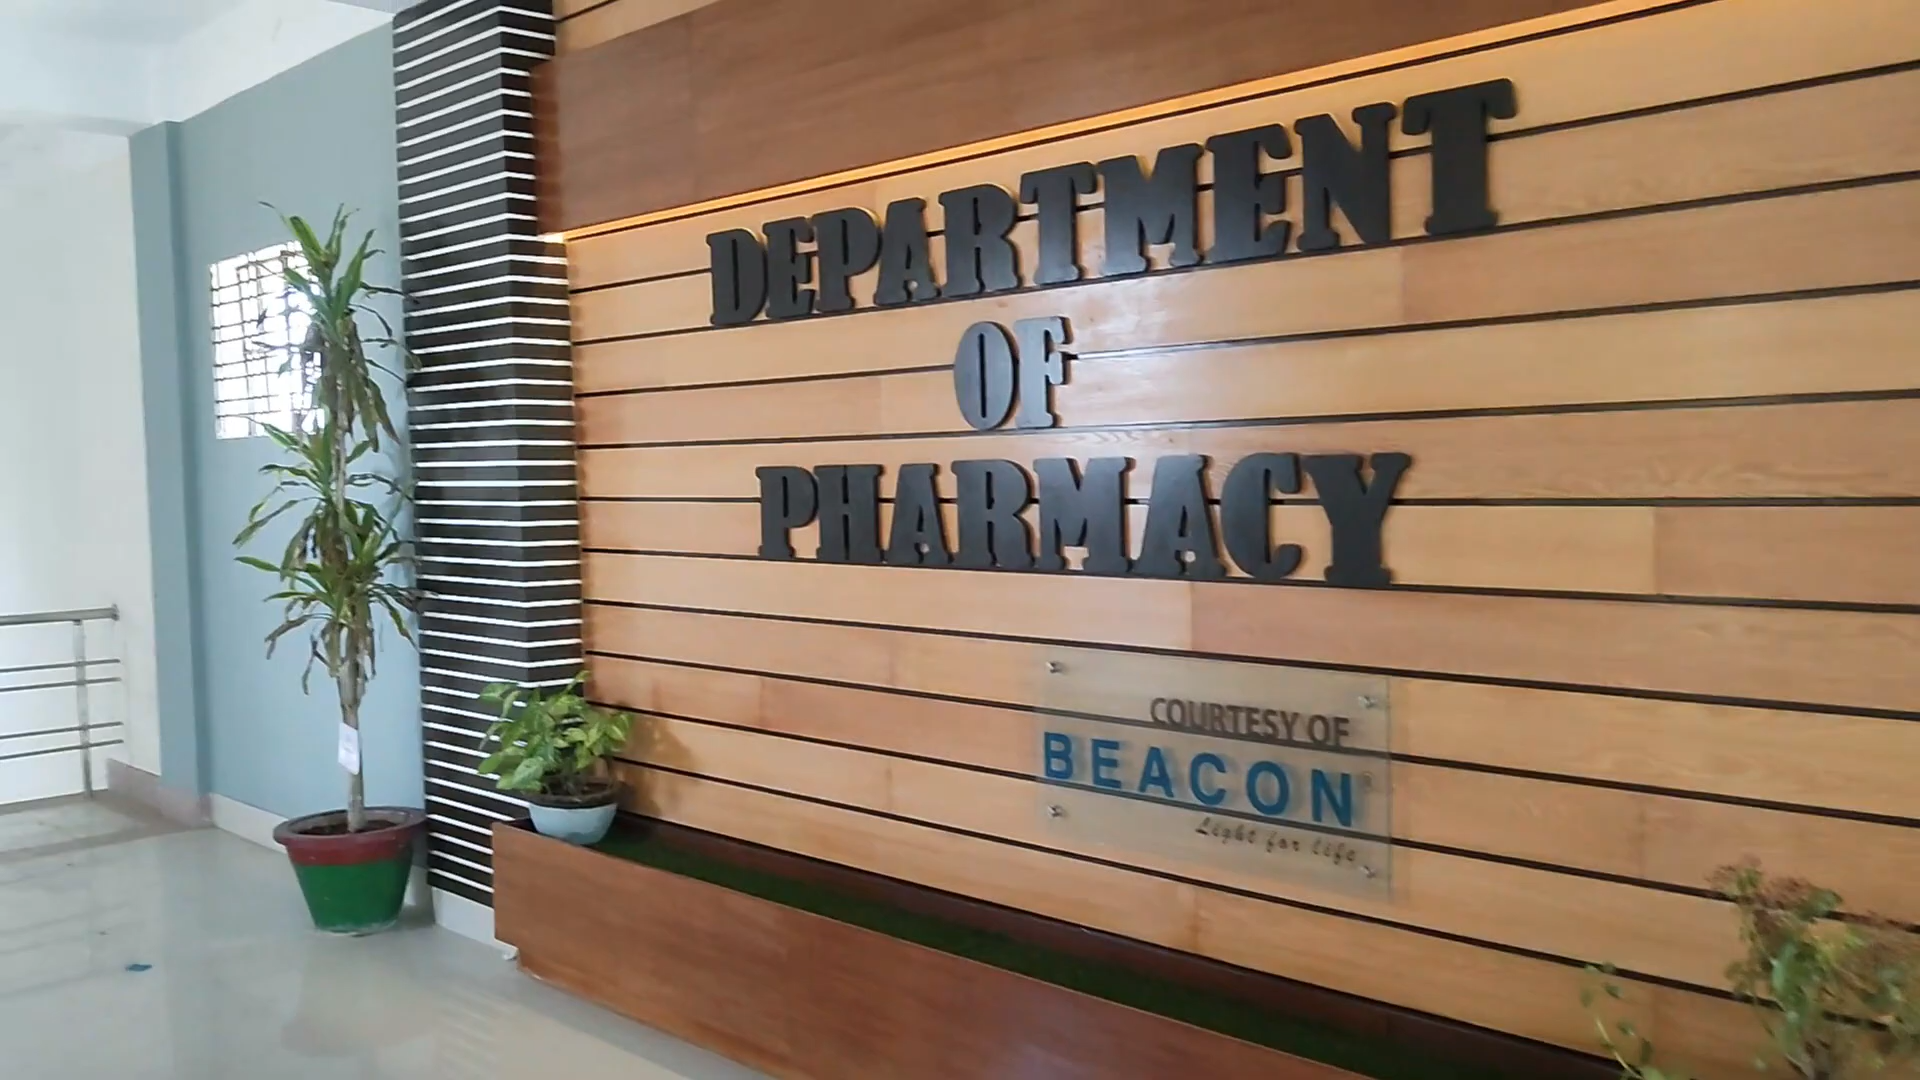 DEPARTMENT
OF
PHARMACY
COURTESY OF
BEACON
Light for life